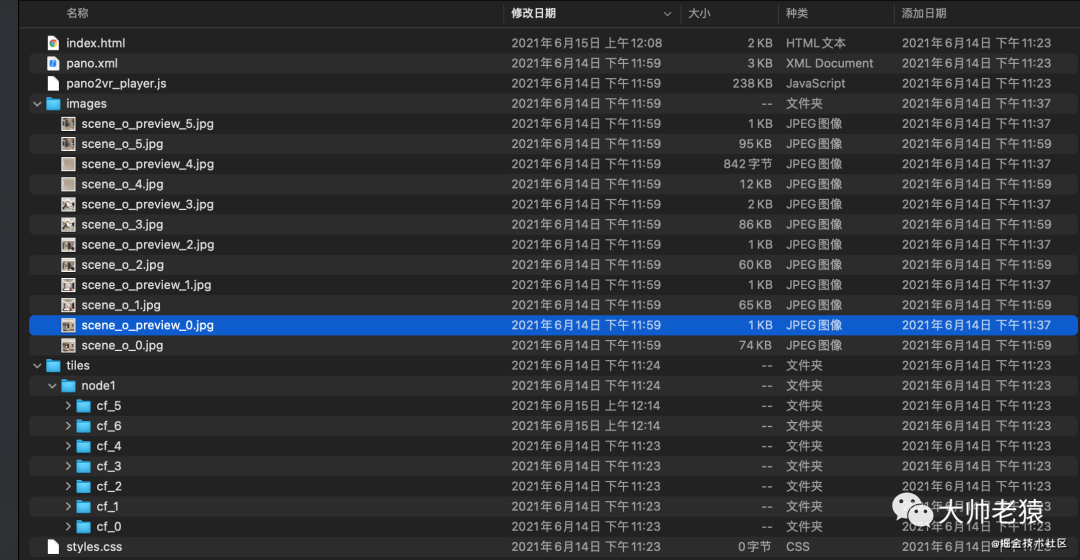 名称 修改日期 大小 种类 添加日期
index.html 2021年6月15日 上午12:08 2 KB HTML文本 2021年6月14日 下午11:23
pano.xml 2021年6月14日 下午11:59 3 KB XML Document 2021年6月14日 下午11:23
pano2vr_player.js 2021年6月14日 下午11:59 238 KB JavaScript 2021年6月14日 下午11:23
images 2021年6月14日 下午11:59 -- 文件夹 2021年6月14日 下午11:37
scene_o_preview_5.jpg 2021年6月14日 下午11:59 1 KB JPEG图像 2021年6月14日 下午11:37
scene_o_5.jpg 2021年6月14日 下午11:59 95 KB JPEG图像 2021年6月14日 下午11:59
scene_o_preview_4.jpg 2021年6月14日 下午11:59 842字节 JPEG图像 2021年6月14日 下午11:37
scene_o_4.jpg 2021年6月14日 下午11:59 12 KB JPEG图像 2021年6月14日 下午11:59
scene_o_preview_3.jpg 2021年6月14日 下午11:59 2 KB JPEG图像 2021年6月14日 下午11:37
scene_o_3.jpg 2021年6月14日 下午11:59 86 KB JPEG图像 2021年6月14日 下午11:59
scene_o_preview_2.jpg 2021年6月14日 下午11:59 1 KB JPEG图像 2021年6月14日 下午11:37
scene_o_2.jpg 2021年6月14日 下午11:59 60 KB JPEG图像 2021年6月14日 下午11:59
scene_o_preview_1.jpg 2021年6月14日 下午11:59 1 KB JPEG图像 2021年6月14日 下午11:37
scene_o_1.jpg 2021年6月14日 下午11:59 65 KB JPEG图像 2021年6月14日 下午11:59
scene_o_preview_0.jpg 2021年6月14日 下午11:59 1 KB JPEG图像 2021年6月14日 下午11:37
scene_o_0.jpg 2021年6月14日 下午11:59 74 KB JPEG图像 2021年6月14日 下午11:59
tiles 2021年6月14日 下午11:24 -- 文件夹 2021年6月14日 下午11:23
node1 2021年6月14日 下午11:24 -- 文件夹 2021年6月14日 下午11:23
cf_5 2021年6月15日 上午12:14 -- 文件夹 2021年6月14日 下午11:23
cf_6 2021年6月15日 上午12:14 -- 文件夹 2021年6月14日 下午11:23
cf_4 2021年6月14日 下午11:23 -- 文件夹 2021年6月14日 下午11:23
cf_3 2021年6月14日 下午11:23 -- 文件夹 2021年6月14日 下午11:23
cf_2 2021年6月14日 下午11:23 -- 文件夹 2021年6月14日 下午11:23
cf_1 2021年6月14日 下午11:23 -- 文件夹 2021年6月14日 下午11:23
大帅老猿
cf_0 2021年6月14日 下午11:23 -- 文件夹 2021年6月14日 下午11:23
styles.css 2021年6月14日 下午11:59 0字节 CSS 2021年6月14日 下午11:23
@掘金技术社区